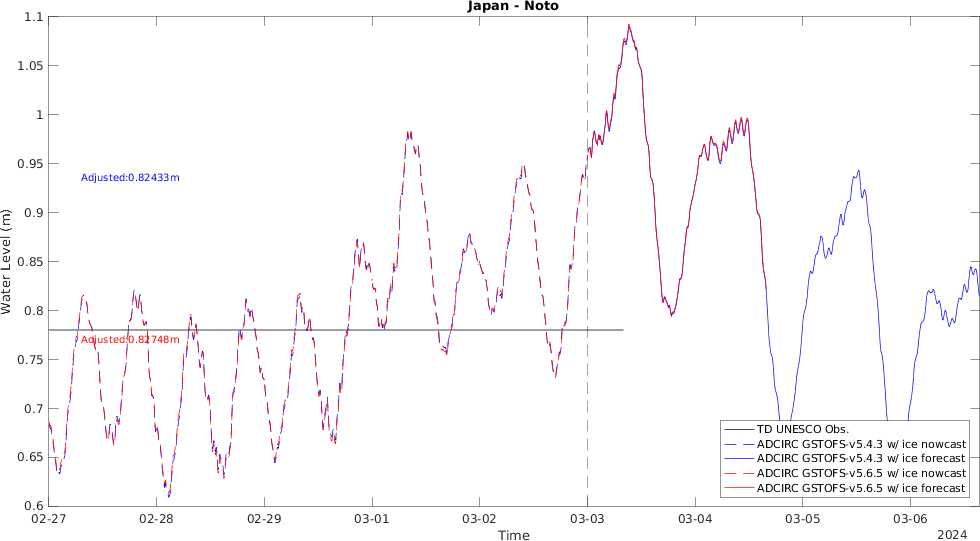 Japan - Noto
Water Level (m)
1.1
1.05
1
0.95
0.9
0.85
0.8
0.75
0.7
0.65
0.6
Adjusted:0.82433m
Adjusted:0.82748m
TD UNESCO Obs.
ADCIRC GSTOFS-v5.4.3 w/ ice nowcast
ADCIRC GSTOFS-v5.4.3 w/ ice forecast
ADCIRC GSTOFS-v5.6.5 w/ ice nowcast
ADCIRC GSTOFS-v5.6.5 w/ ice forecast
02-27 02-28 02-29 03-01 03-02 03-03 03-04 03-05 03-06
Time
2024